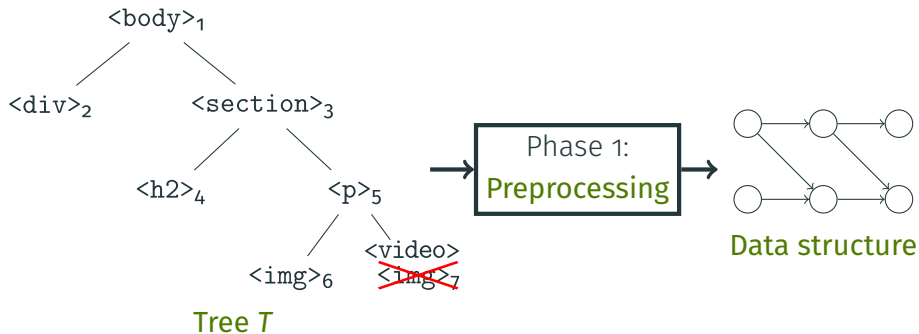 <body>1
<div>2 <section>3
Phase 1:
<h2>4 <p>5 Preprocessing
<video>
<img>6 <img>7
Data structure
Tree T